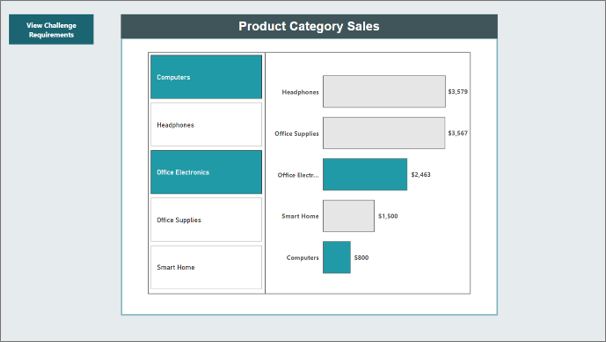 View Challenge
Requirements
Product Category Sales
Computers
Headphones
Office Electronics
Office Supplies
Smart Home
Headphones $3,579
Office Supplies $3,567
Office Electr... $2,463
Smart Home $1,500
Computers $800